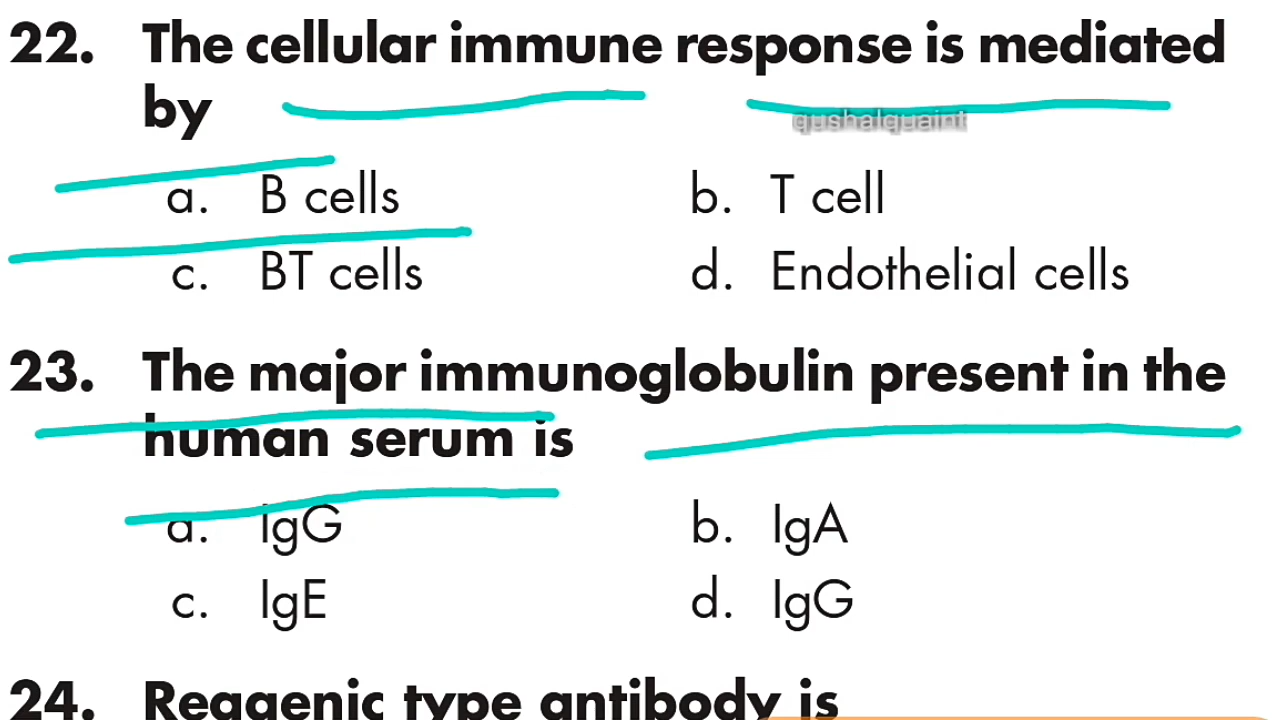 22. The cellular immune response is mediated
by
qushalquaint
a. B cells b. T cell
c. BT cells d. Endothelial cells
23. The major immunoglobulin present in the
human serum is
a. IgG b. IgA
c. IgE d. IgG
24. Reagenic type antibody is